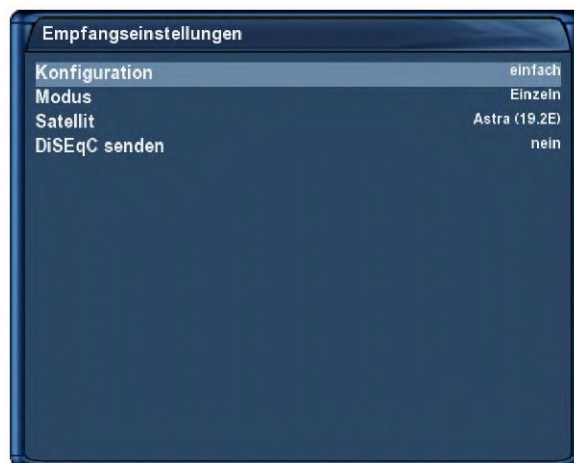 Empfangseinstellungen
Konfiguration einfach
Modus Einzeln
Satellit Astra (19.2E)
DiSEqC senden nein